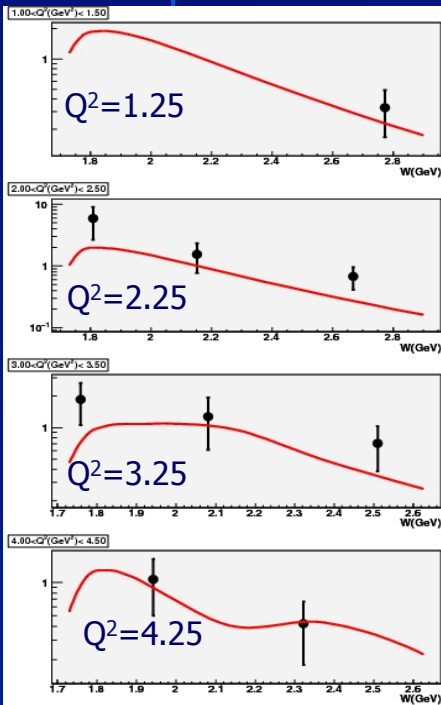 1.00<Q²(GeV²)< 1.50
1
Q²=1.25
1.8 2 2.2 2.4 2.6 2.8
W(GeV)
2.00<Q²(GeV²)< 2.50
10
1
Q²=2.25
10⁻¹
1.8 2 2.2 2.4 2.6 2.8
W(GeV)
3.00<Q²(GeV²)< 3.50
1
Q²=3.25
1.7 1.8 1.9 2 2.1 2.2 2.3 2.4 2.5 2.6
W(GeV)
4.00<Q²(GeV²)< 4.50
1
Q²=4.25
1.7 1.8 1.9 2 2.1 2.2 2.3 2.4 2.5 2.6
W(GeV)